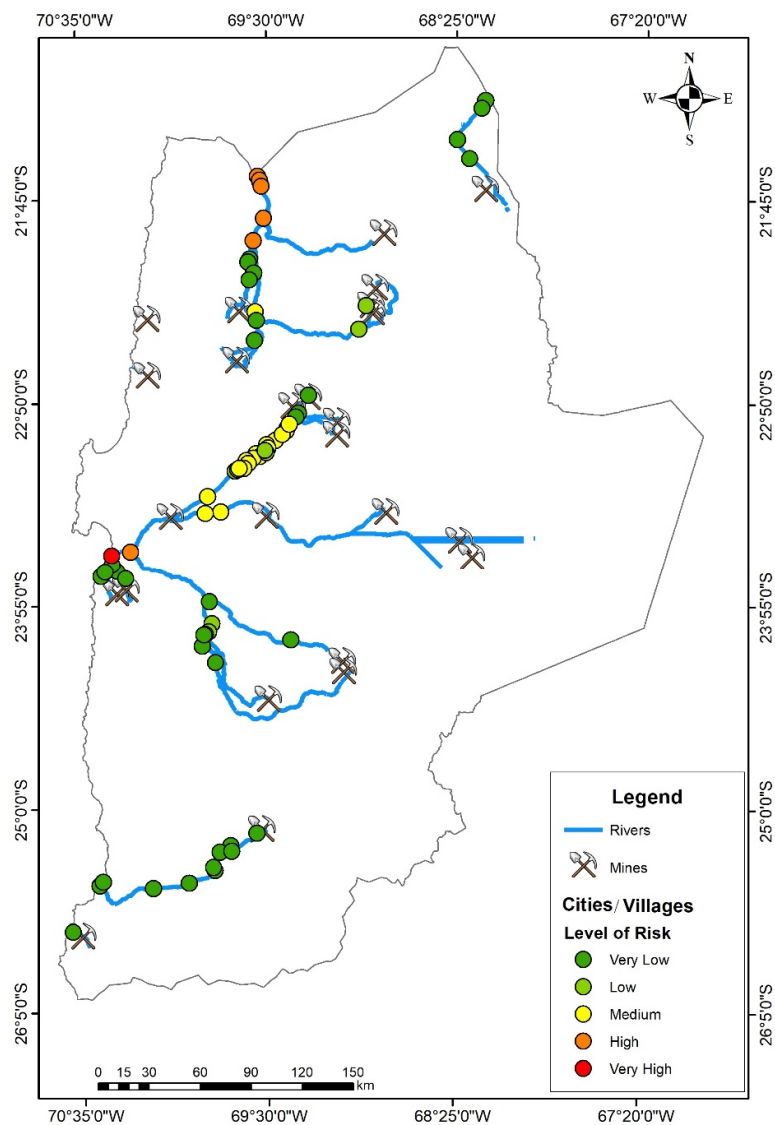 70°35'0"W 69°30'0"W 68°25'0"W 67°20'0"W
N
W E
S
21°45'0"S 21°45'0"S
22°50'0"S 22°50'0"S
23°55'0"S 23°55'0"S
25°0'0"S 25°0'0"S
26°5'0"S 26°5'0"S
Legend
Rivers
Mines
Cities/Villages
Level of Risk
Very Low
Low
Medium
High
Very High
0 15 30 60 90 120 150
km
70°35'0"W 69°30'0"W 68°25'0"W 67°20'0"W